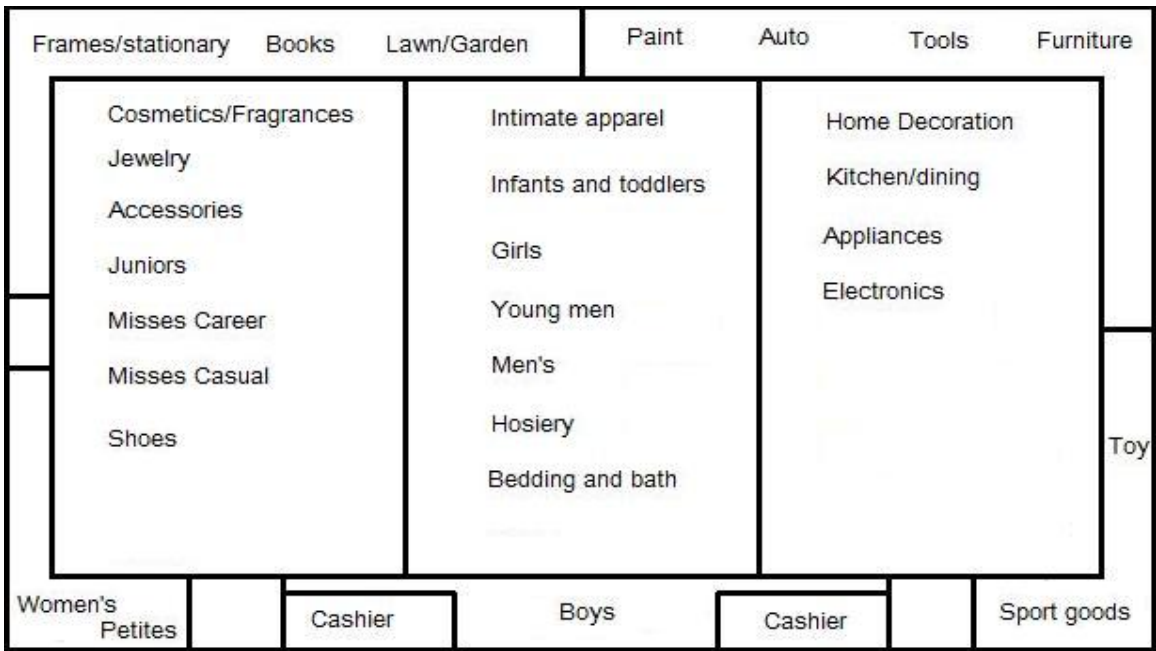 Frames/stationary Books Lawn/Garden Paint Auto Tools Furniture
Cosmetics/Fragrances
Jewelry
Accessories
Juniors
Misses Career
Misses Casual
Shoes
Intimate apparel
Infants and toddlers
Girls
Young men
Men's
Hosiery
Bedding and bath
Home Decoration
Kitchen/dining
Appliances
Electronics
Toy
Women's
Petites
Cashier
Boys
Cashier
Sport goods